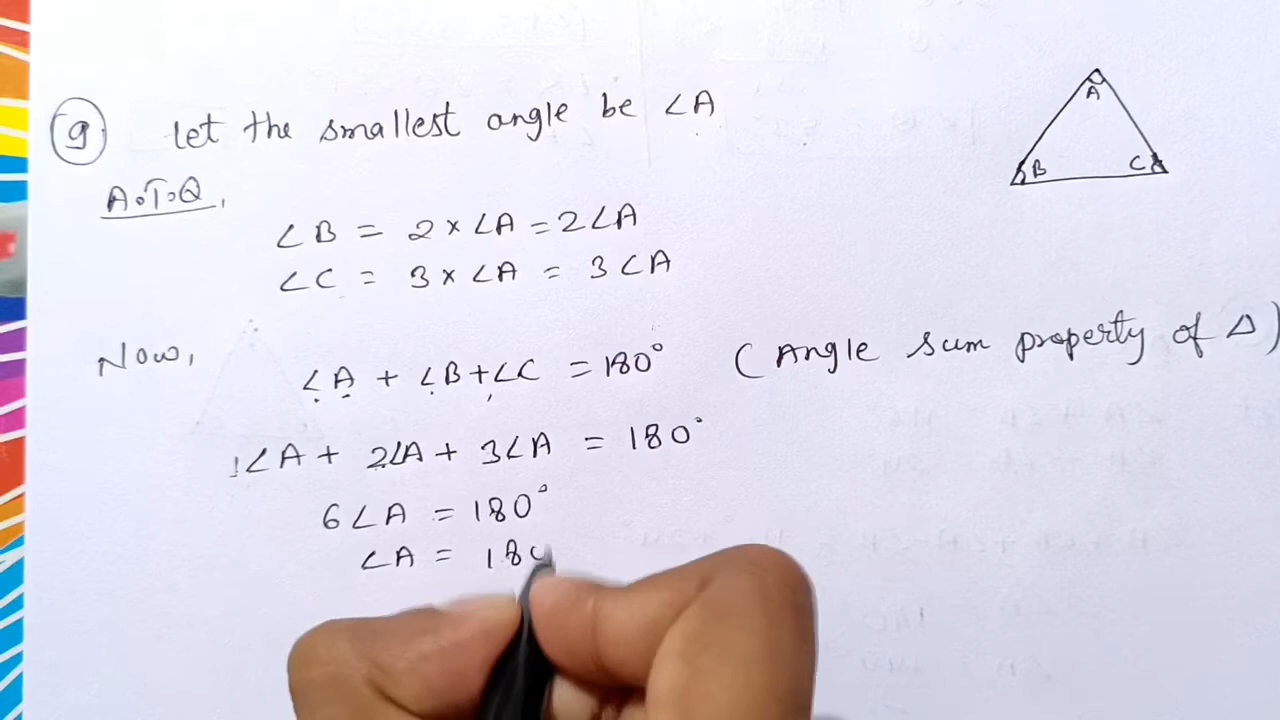 9 Let the smallest angle be ∠A
A
B C
A.T.Q,
∠B = 2 × ∠A = 2∠A
∠C = 3 × ∠A = 3∠A
Now,
∠A + ∠B + ∠C = 180° (Angle sum property of Δ)
1∠A + 2∠A + 3∠A = 180°
6∠A = 180°
∠A = 180